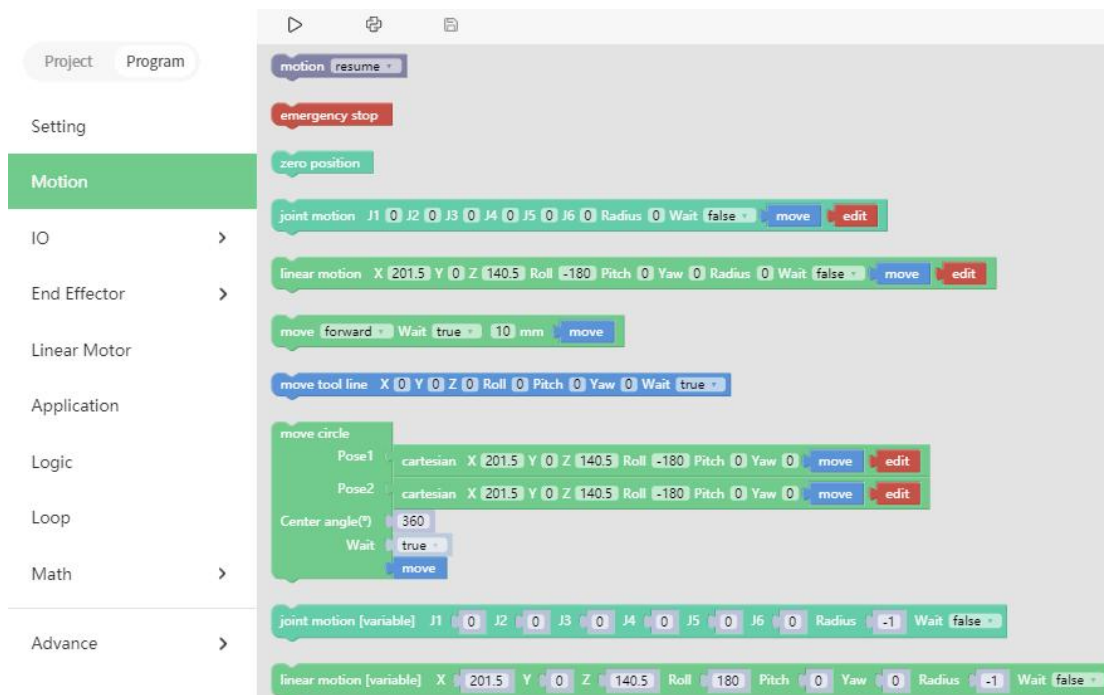 Project Program
Setting
Motion
IO
End Effector
Linear Motor
Application
Logic
Loop
Math
Advance
motion resume
emergency stop
zero position
joint motion J1 0 J2 0 J3 0 J4 0 J5 0 J6 0 Radius 0 Wait false move edit
linear motion X 201.5 Y 0 Z 140.5 Roll -180 Pitch 0 Yaw 0 Radius 0 Wait false move edit
move forward Wait true 10 mm move
move tool line X 0 Y 0 Z 0 Roll 0 Pitch 0 Yaw 0 Wait true
move circle
Pose1 cartesian X 201.5 Y 0 Z 140.5 Roll -180 Pitch 0 Yaw 0 move edit
Pose2 cartesian X 201.5 Y 0 Z 140.5 Roll -180 Pitch 0 Yaw 0 move edit
Center angle(°) 360
Wait true
move
joint motion [variable] J1 0 J2 0 J3 0 J4 0 J5 0 J6 0 Radius -1 Wait false
linear motion [variable] X 201.5 Y 0 Z 140.5 Roll 180 Pitch 0 Yaw 0 Radius -1 Wait false